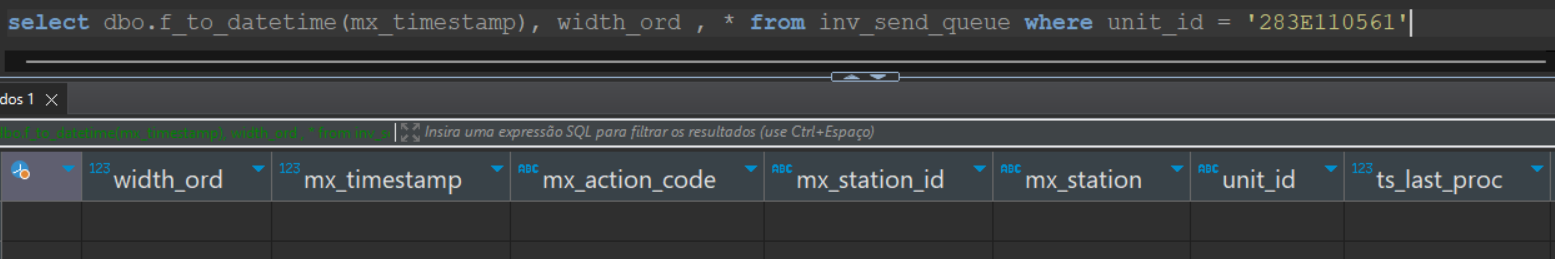 select dbo.f_to_datetime(mx_timestamp), width_ord , * from inv_send_queue where unit_id = '283E110561'
dos 1
dbo.f_to_datetime(mx_timestamp), width_ord , * from inv_se Insira uma expressão SQL para filtrar os resultados (use Ctrl+Espaço)
123 width_ord 123 mx_timestamp ABC mx_action_code ABC mx_station_id ABC mx_station ABC unit_id 123 ts_last_proc